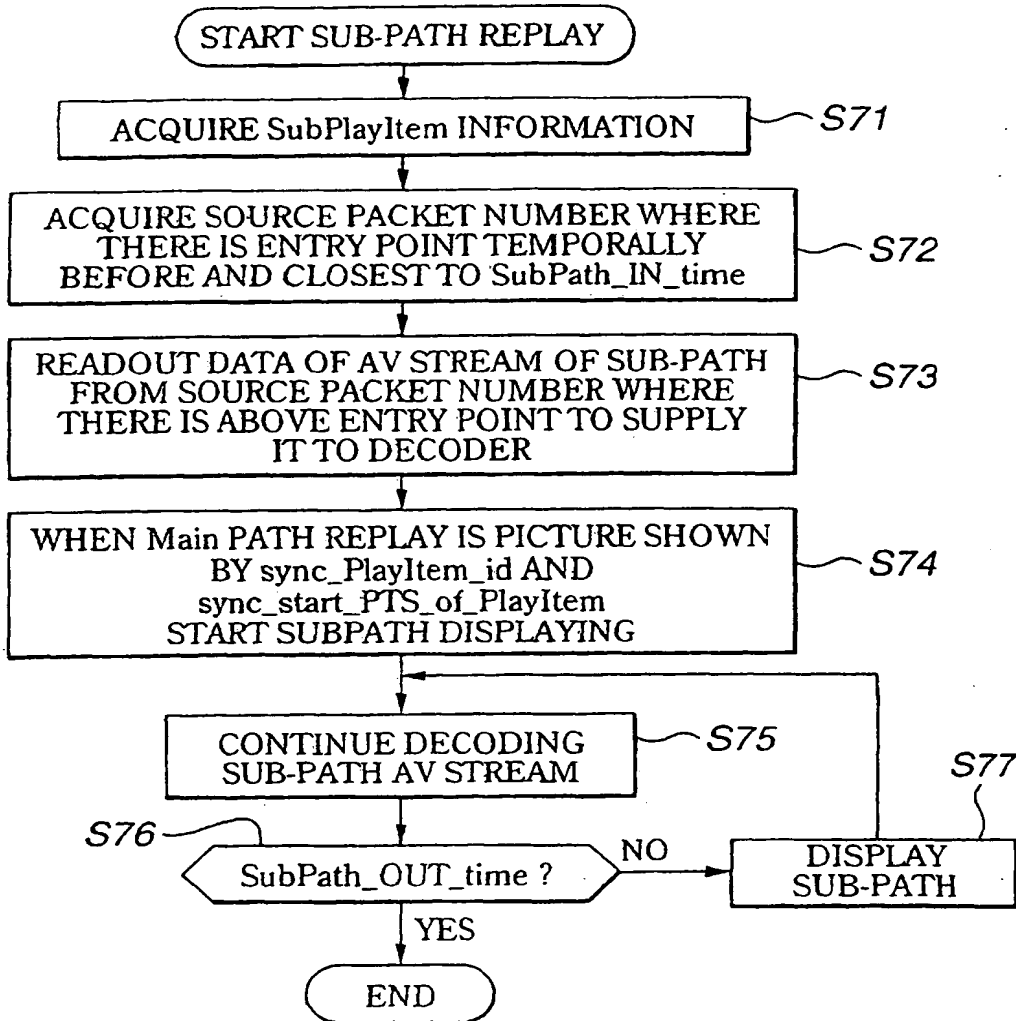 START SUB-PATH REPLAY
ACQUIRE SubPlayItem INFORMATION
S71
ACQUIRE SOURCE PACKET NUMBER WHERE
THERE IS ENTRY POINT TEMPORALLY
BEFORE AND CLOSEST TO SubPath_IN_time
S72
READOUT DATA OF AV STREAM OF SUB-PATH
FROM SOURCE PACKET NUMBER WHERE
THERE IS ABOVE ENTRY POINT TO SUPPLY
IT TO DECODER
S73
WHEN Main PATH REPLAY IS PICTURE SHOWN
BY sync_PlayItem_id AND
sync_start_PTS_of_PlayItem
START SUBPATH DISPLAYING
S74
CONTINUE DECODING
SUB-PATH AV STREAM
S75
S76
SubPath_OUT_time ?
NO
S77
DISPLAY
SUB-PATH
YES
END